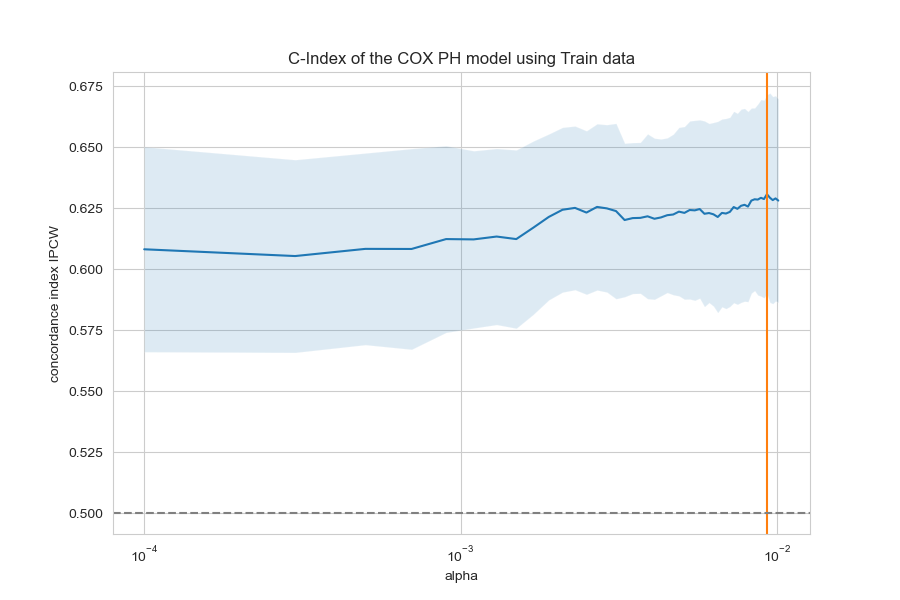 C-Index of the COX PH model using Train data
concordance index IPCW
0.675
0.650
0.625
0.600
0.575
0.550
0.525
0.500
10⁻⁴ 10⁻³ 10⁻²
alpha